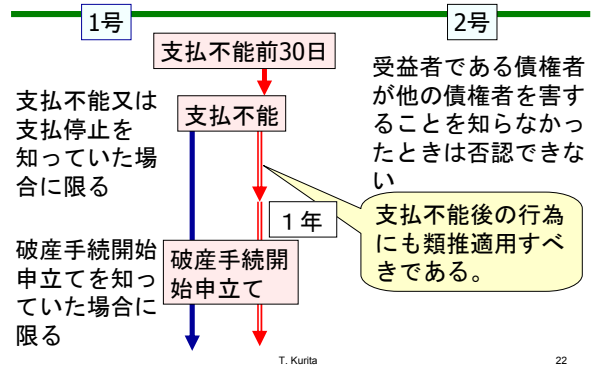 1号
2号
支払不能前30日
支払不能又は
支払停止を
知っていた場
合に限る
支払不能
受益者である債権者
が他の債権者を害す
ることを知らなかっ
たときは否認できな
い
支払不能後の行為
にも類推適用すべ
きである。
１年
破産手続開始
申立てを知っ
ていた場合に
限る
破産手続開
始申立て
T. Kurita
22